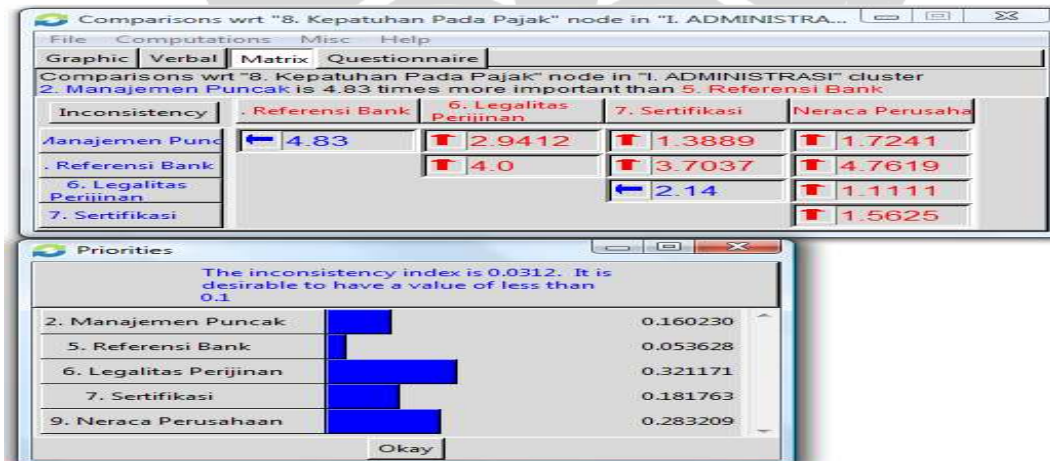 Comparisons wrt "8. Kepatuhan Pada Pajak" node in "I. ADMINISTRA...
File Computations Misc Help
Graphic Verbal Matrix Questionnaire
Comparisons wrt "8. Kepatuhan Pada Pajak" node in "I. ADMINISTRASI" cluster
2. Manajemen Puncak is 4.83 times more important than 5. Referensi Bank
Inconsistency . Referensi Bank 6. Legalitas Perijinan 7. Sertifikasi Neraca Perusaha
Manajemen Punc 4.83 2.9412 1.3889 1.7241
. Referensi Bank 4.0 3.7037 4.7619
6. Legalitas
Perijinan 2.14 1.1111
7. Sertifikasi 1.5625
Priorities
The inconsistency index is 0.0312. It is
desirable to have a value of less than
0.1
2. Manajemen Puncak 0.160230
5. Referensi Bank 0.053628
6. Legalitas Perijinan 0.321171
7. Sertifikasi 0.181763
9. Neraca Perusahaan 0.283209
Okay